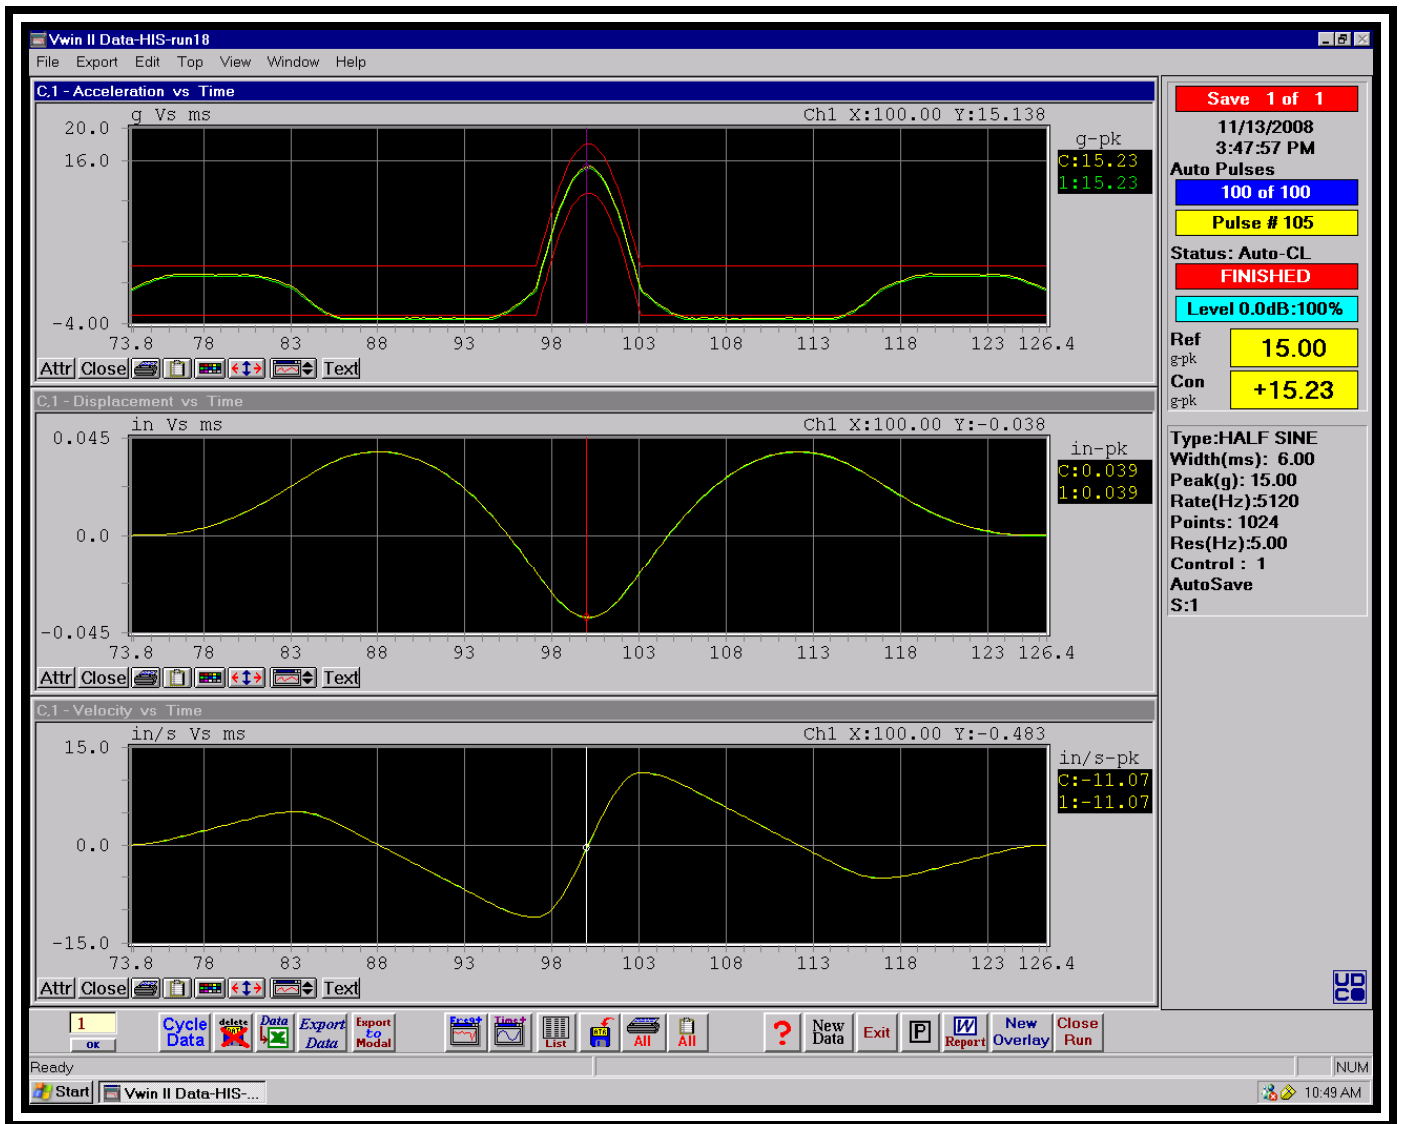 Vwin II Data-HIS-run18
File Export Edit Top View Window Help
C,1 - Acceleration vs Time
g Vs ms
Ch1 X:100.00 Y:15.138
20.0
16.0
-4.00
g-pk
C:15.23
1:15.23
73.8 78 83 88 93 98 103 108 113 118 123 126.4
Attr Close Text
C,1 - Displacement vs Time
in Vs ms
Ch1 X:100.00 Y:-0.038
0.045
0.0
-0.045
in-pk
C:0.039
1:0.039
73.8 78 83 88 93 98 103 108 113 118 123 126.4
Attr Close Text
C,1 - Velocity vs Time
in/s Vs ms
Ch1 X:100.00 Y:-0.483
15.0
0.0
-15.0
in/s-pk
C:-11.07
1:-11.07
73.8 78 83 88 93 98 103 108 113 118 123 126.4
Attr Close Text
Save 1 of 1
11/13/2008
3:47:57 PM
Auto Pulses
100 of 100
Pulse # 105
Status: Auto-CL
FINISHED
Level 0.0dB:100%
Ref
g-pk
15.00
Con
g-pk
+15.23
Type:HALF SINE
Width(ms): 6.00
Peak(g): 15.00
Rate(Hz):5120
Points: 1024
Res(Hz):5.00
Control : 1
AutoSave
S:1
UD
CO
1
OK
Cycle
Data
delete
Data
Export
Data
Export
to
Modal
Freq+
Time+
List
All
All
?
New
Data
Exit
P
W
Report
New
Overlay
Close
Run
Ready
NUM
Start
Vwin II Data-HIS-...
10:49 AM